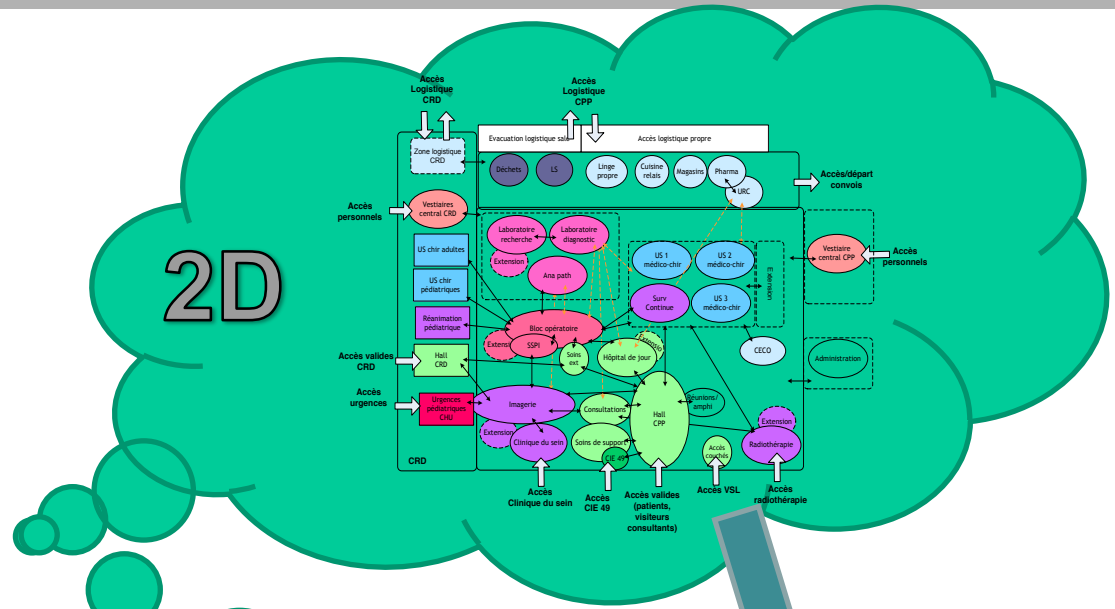 2D
Accès
Logistique
CRD
Accès
Logistique
CPP
Evacuation logistique sale
Accès logistique propre
Zone logistique
CRD
Déchets
LS
Linge
propre
Cuisine
relais
Magasins
Pharma
URC
Accès/départ
convois
Accès
personnels
Vestiaires
central CRD
Laboratoire
recherche
Laboratoire
diagnostic
Extension
Ana path
US chir adultes
US chir
pédiatriques
Réanimation
pédiatrique
US 1
médico-chir
US 2
médico-chir
Surv
Continue
US 3
médico-chir
Extension
Vestiaire
central CPP
Accès
personnels
Bloc opératoire
SSPI
Soins
ext
Hôpital de jour
CECO
Administration
Accès valides
CRD
Hall
CRD
Accès
urgences
Urgences
pédiatriques
CHU
Imagerie
Consultations
Hall
CPP
Réunions/
amphi
Extension
Clinique du sein
Soins de support
CIE 49
Accès
couchés
Extension
Radiothérapie
CRD
Accès
Clinique du sein
Accès
CIE 49
Accès valides
(patients,
visiteurs
consultants)
Accès VSL
Accès
radiothérapie